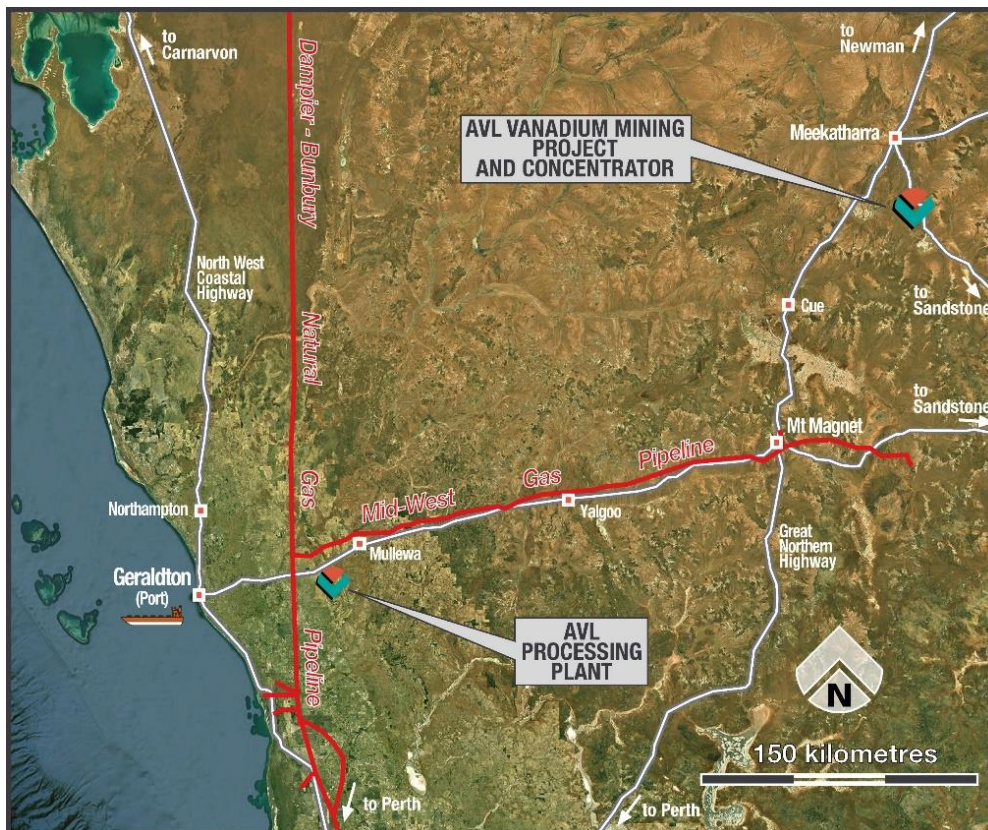 to
Carnarvon
Dampier - Bunbury
Natural
Gas
Pipeline
to
Newman
AVL VANADIUM MINING
PROJECT
AND CONCENTRATOR
Meekatharra
North West
Coastal
Highway
Cue
to
Sandstone
to
Sandstone
Mt Magnet
Mid-West Gas Pipeline
Yalgoo
Northampton
Mullewa
Great
Northern
Highway
Geraldton
(Port)
AVL
PROCESSING
PLANT
N
150 kilometres
to Perth
to Perth